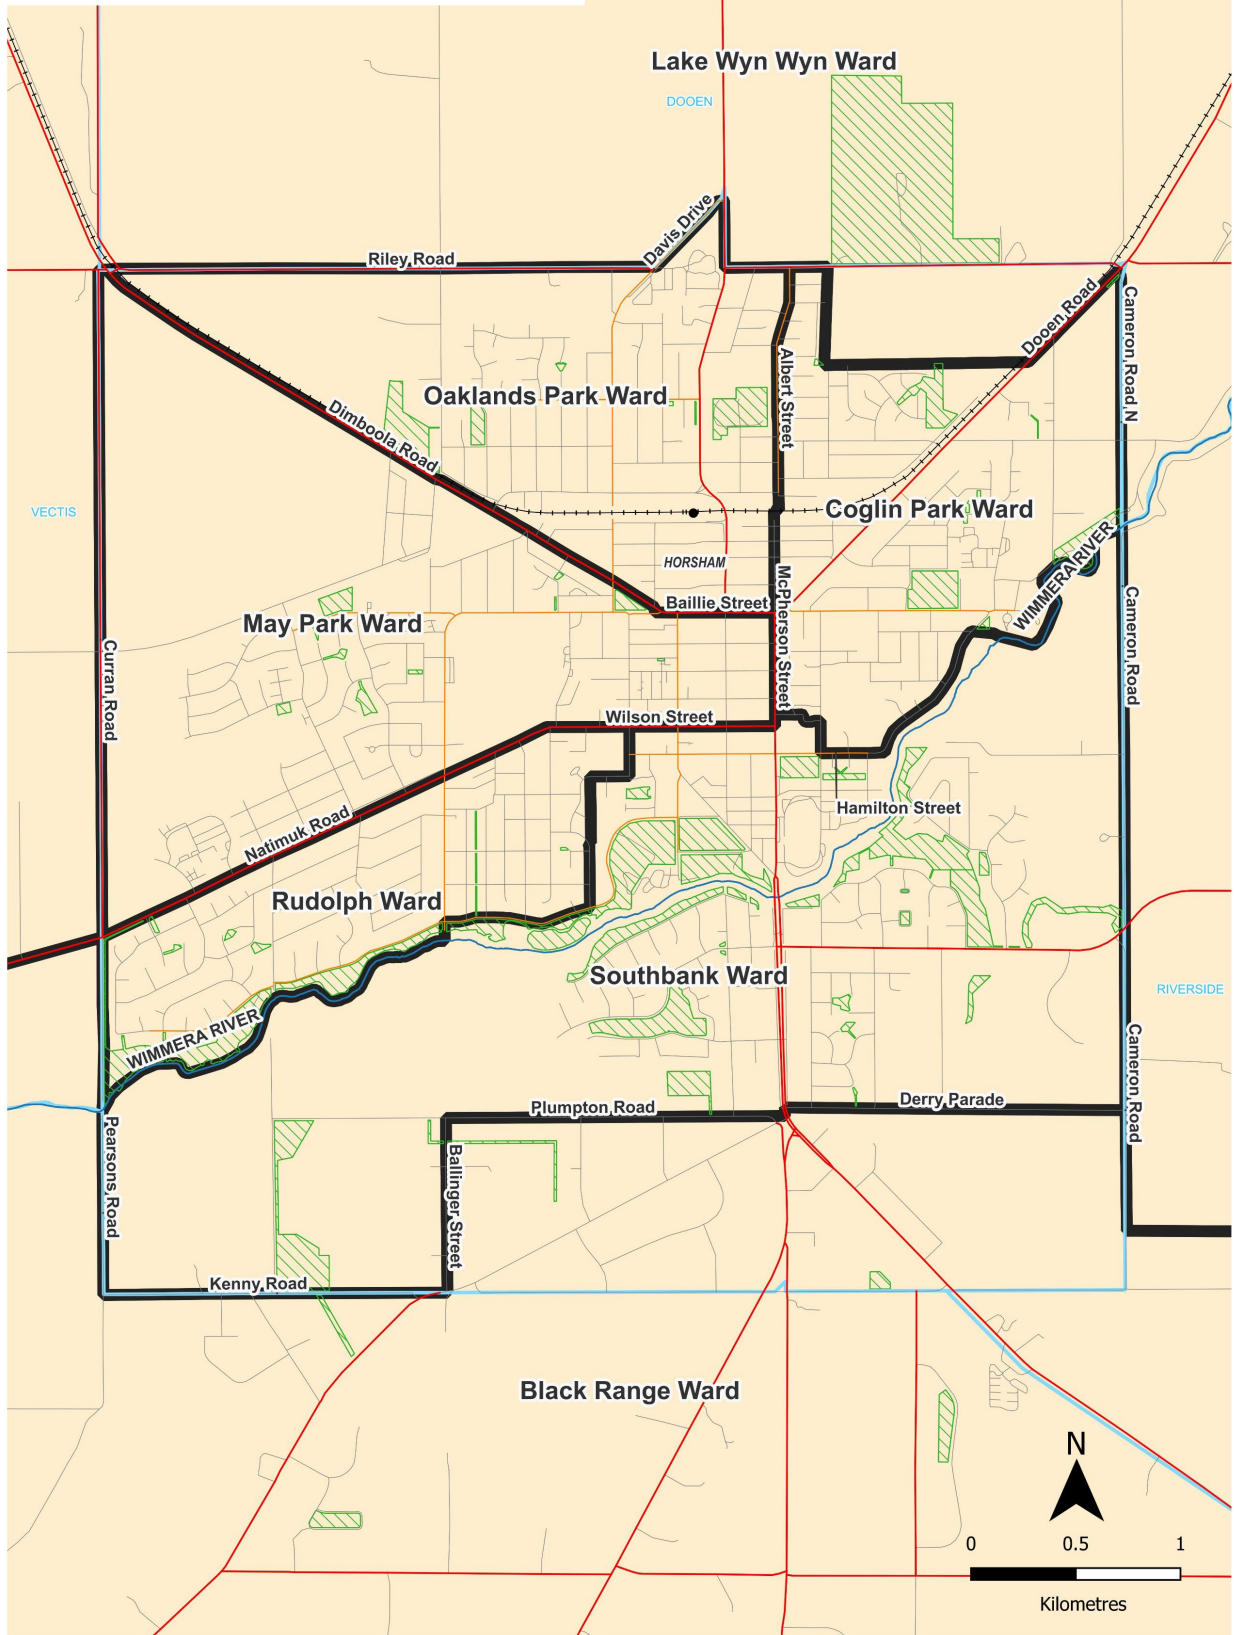 Lake Wyn Wyn Ward
DOOEN
Davis Drive
Riley Road
Dooen Road
Cameron Road N
Albert Street
Oaklands Park Ward
Dimboola Road
VECTIS
Coglin Park Ward
WIMMERA RIVER
HORSHAM
McPherson Street
Baillie Street
May Park Ward
Cameron Road
Curran Road
Wilson Street
Hamilton Street
Natimuk Road
Rudolph Ward
Southbank Ward
RIVERSIDE
WIMMERA RIVER
Cameron Road
Derry Parade
Plumpton Road
Pearsons Road
Ballinger Street
Kenny Road
Black Range Ward
N
0 0.5 1
Kilometres